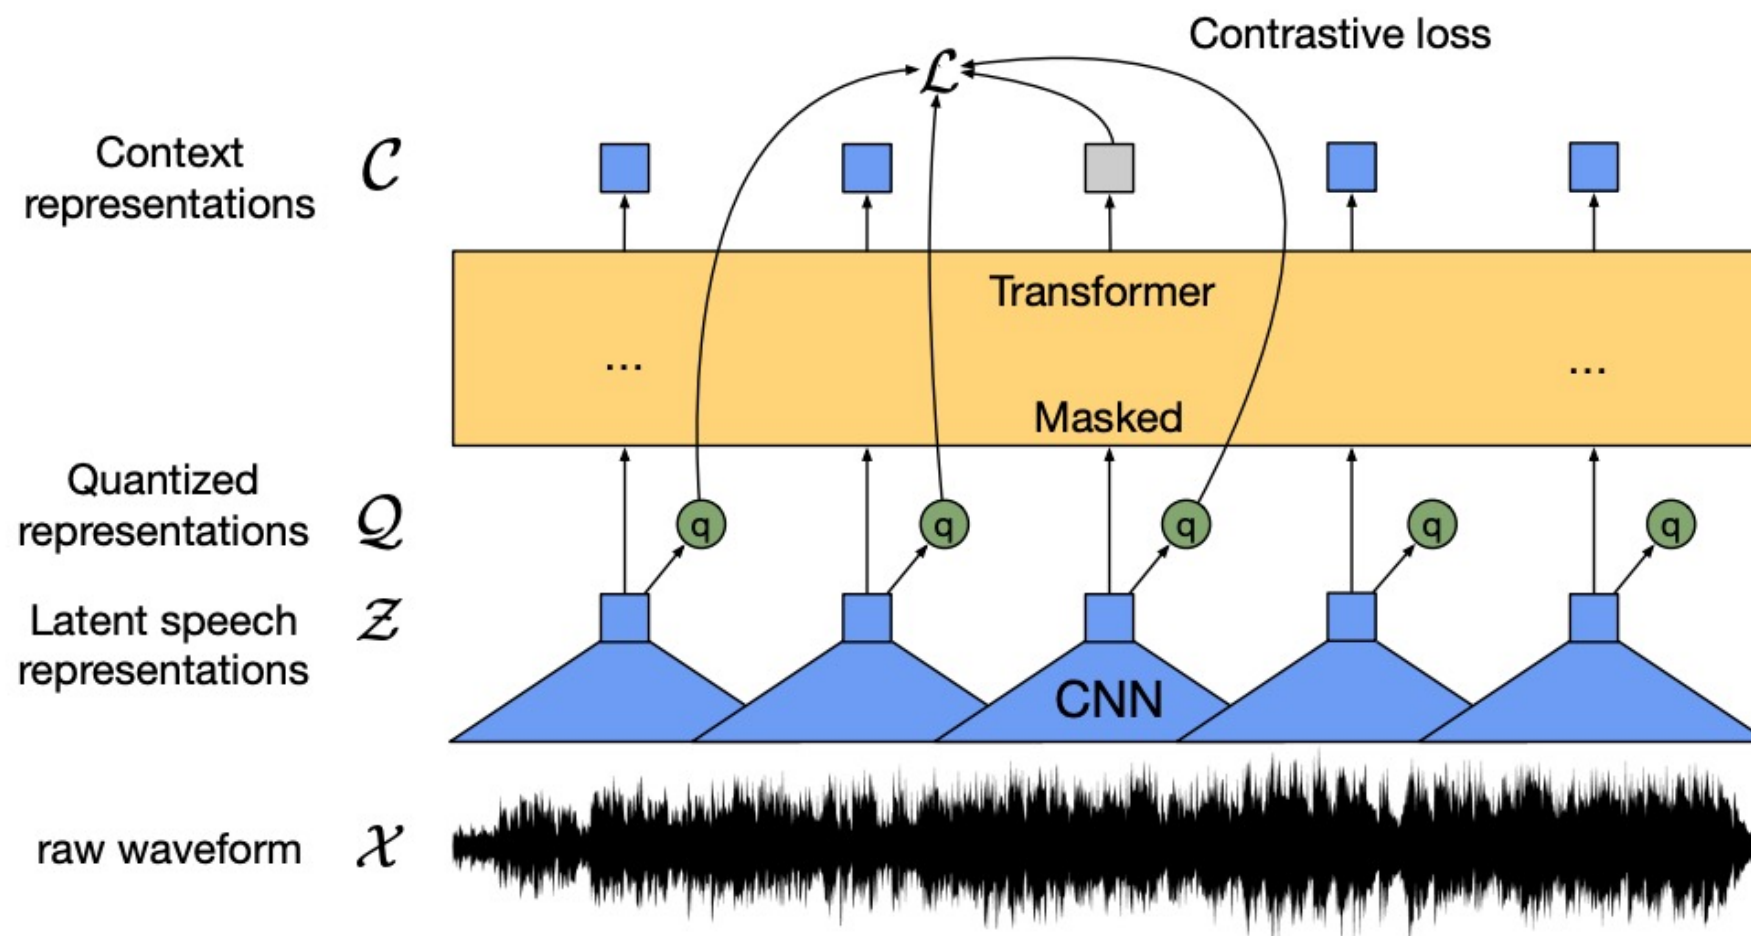 Contrastive loss
ℒ
Context
representations
𝒞
Transformer
...
...
Masked
Quantized
representations
𝒬
q
q
q
q
q
Latent speech
representations
𝒵
CNN
raw waveform
𝒳